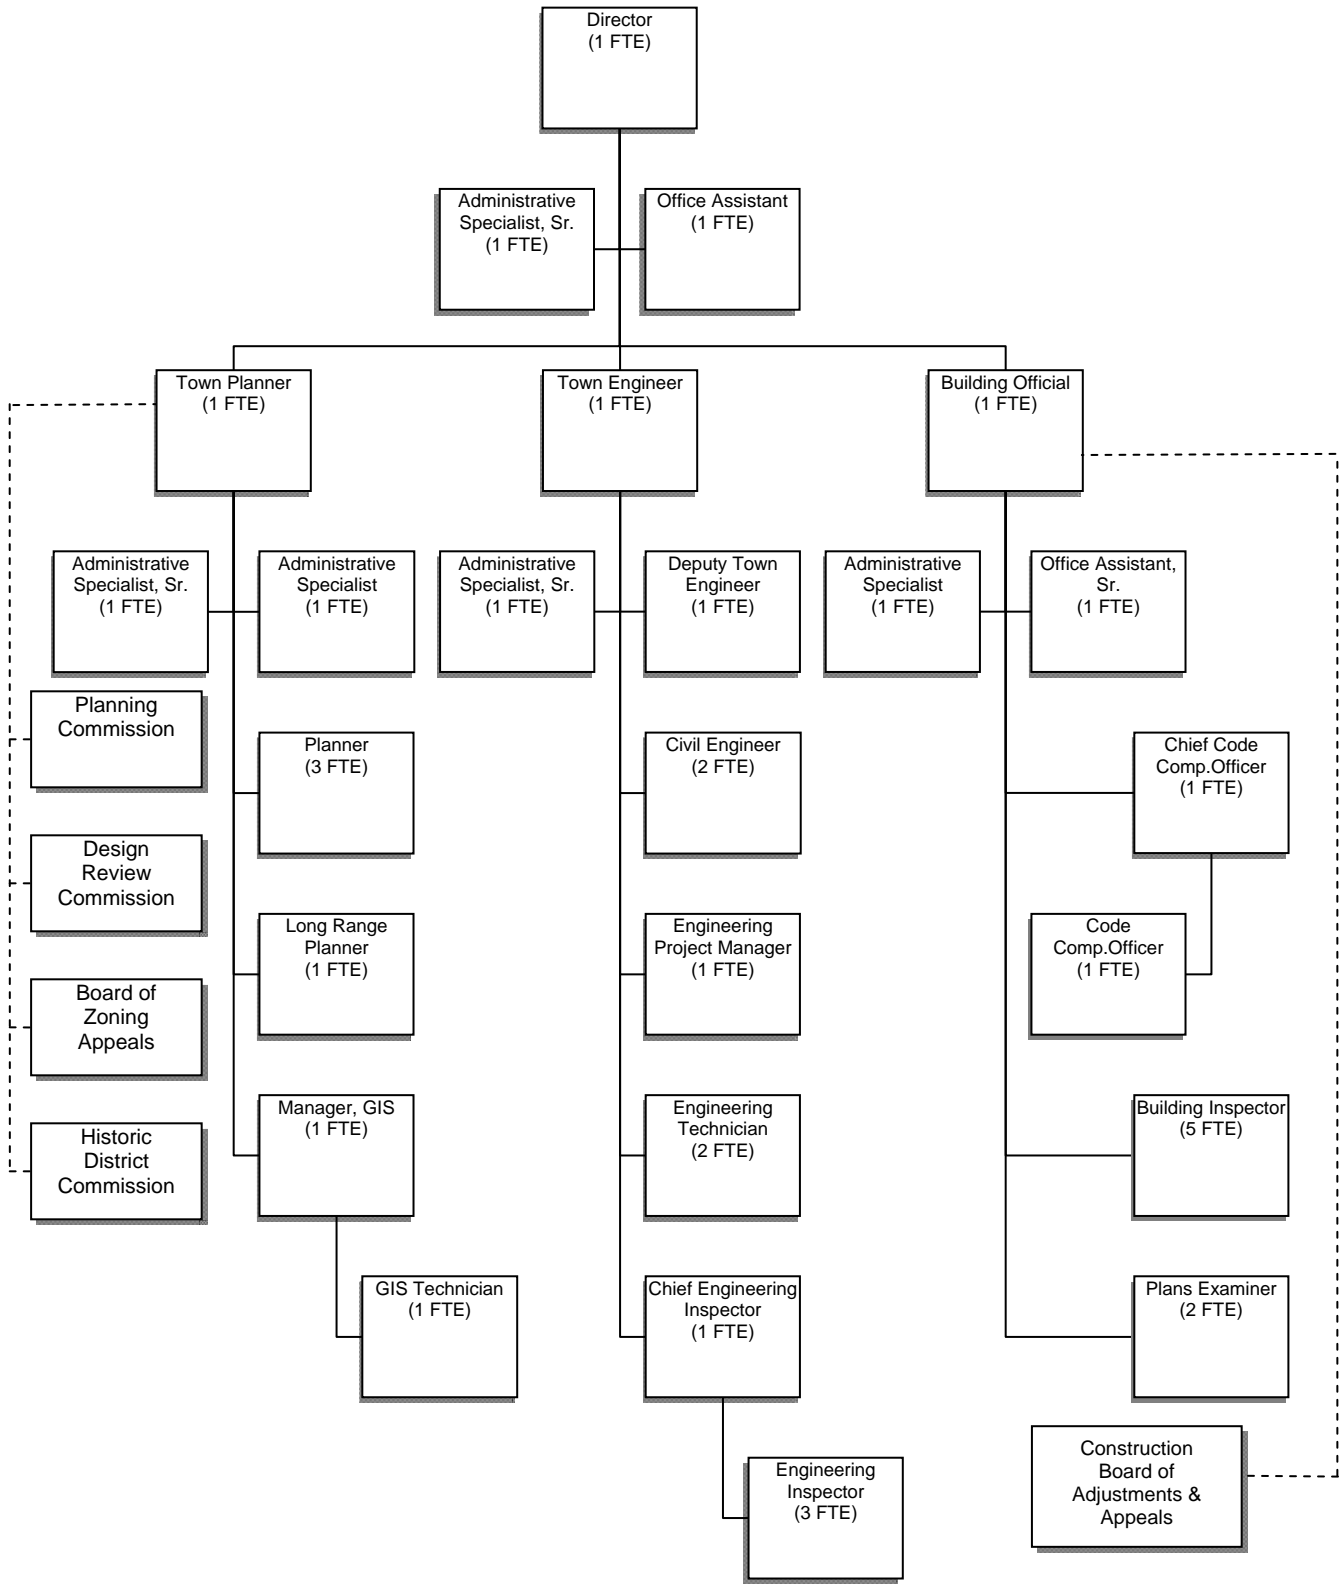 Director
(1 FTE)
Administrative
Specialist, Sr.
(1 FTE)
Office Assistant
(1 FTE)
Town Planner
(1 FTE)
Town Engineer
(1 FTE)
Building Official
(1 FTE)
Administrative
Specialist, Sr.
(1 FTE)
Administrative
Specialist
(1 FTE)
Administrative
Specialist, Sr.
(1 FTE)
Deputy Town
Engineer
(1 FTE)
Administrative
Specialist
(1 FTE)
Office Assistant,
Sr.
(1 FTE)
Planning
Commission
Planner
(3 FTE)
Civil Engineer
(2 FTE)
Chief Code
Comp.Officer
(1 FTE)
Design
Review
Commission
Long Range
Planner
(1 FTE)
Engineering
Project Manager
(1 FTE)
Code
Comp.Officer
(1 FTE)
Board of
Zoning
Appeals
Manager, GIS
(1 FTE)
Engineering
Technician
(2 FTE)
Building Inspector
(5 FTE)
Historic
District
Commission
GIS Technician
(1 FTE)
Chief Engineering
Inspector
(1 FTE)
Plans Examiner
(2 FTE)
Engineering
Inspector
(3 FTE)
Construction
Board of
Adjustments &
Appeals